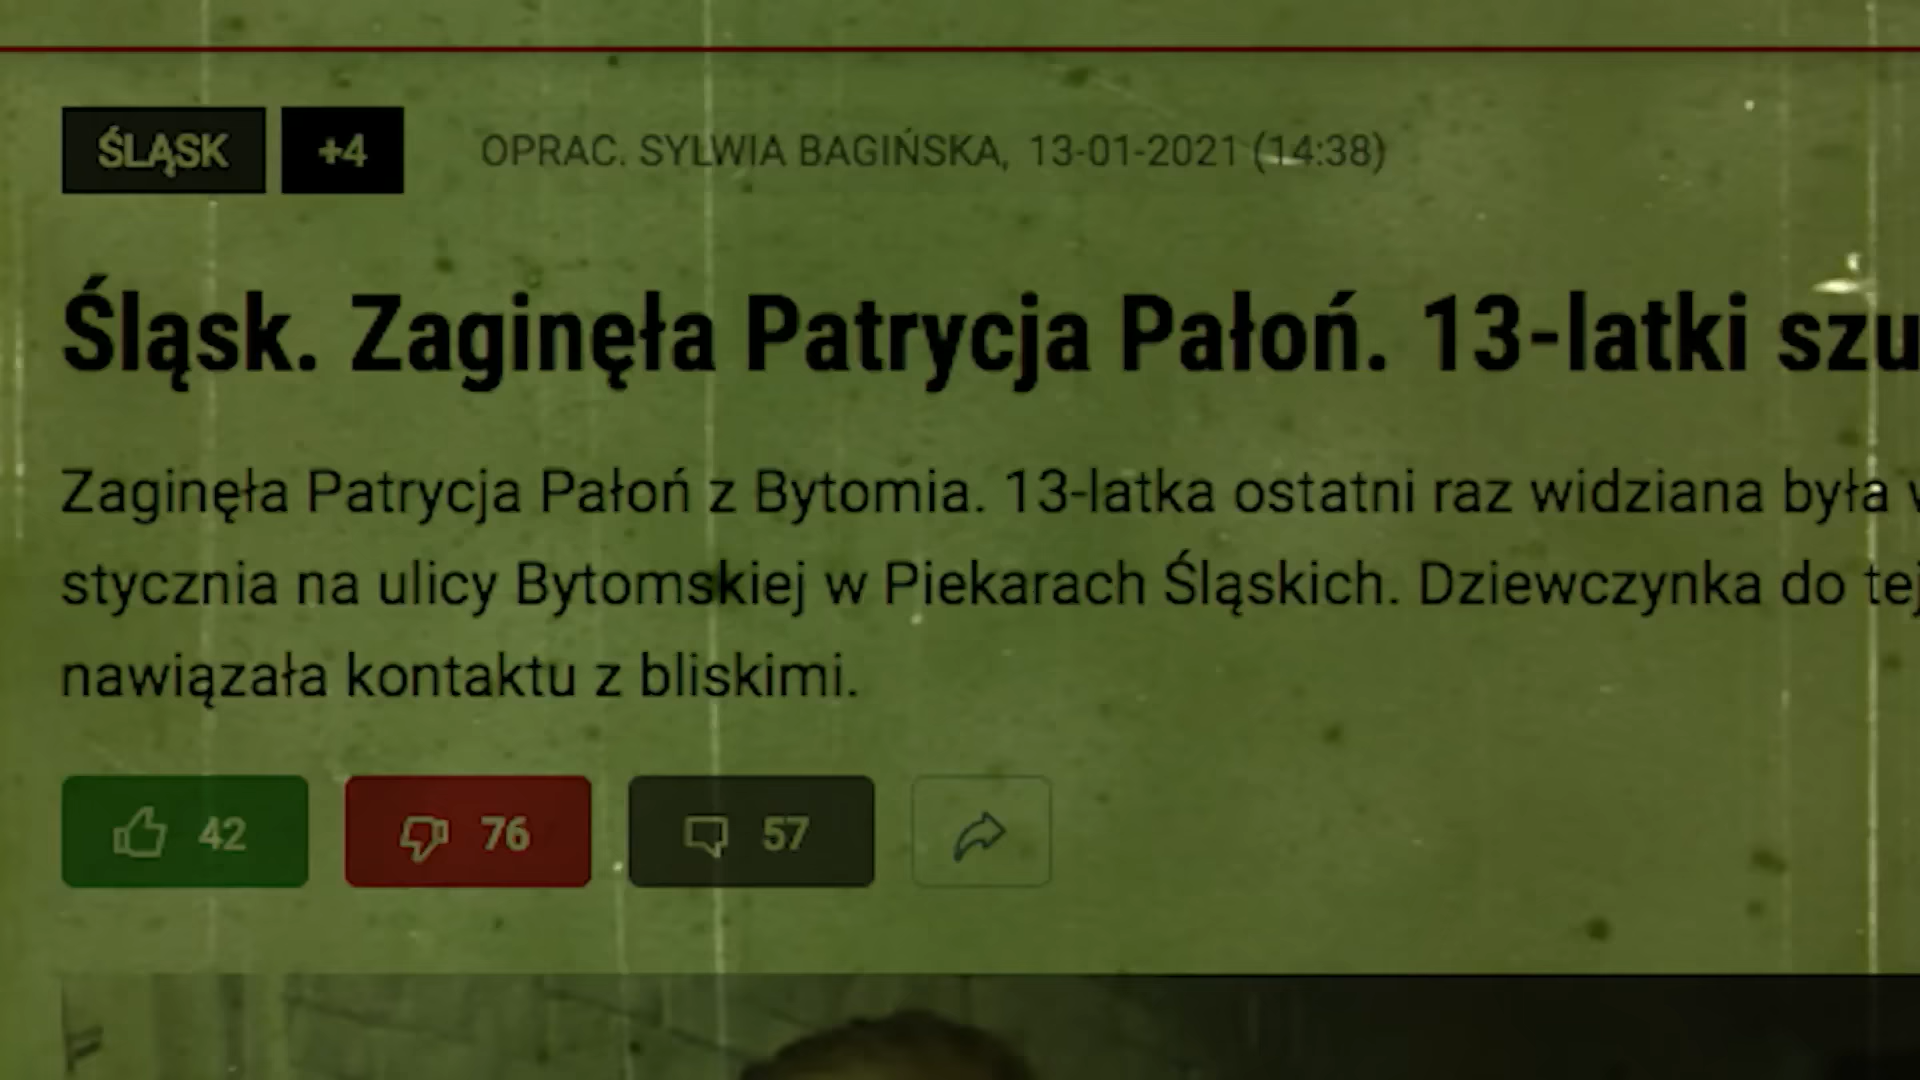 ŚLĄSK +4 OPRAC. SYLWIA BAGIŃSKA, 13-01-2021 (14:38)
Śląsk. Zaginęła Patrycja Pałoń. 13-latki
Zaginęła Patrycja Pałoń z Bytomia. 13-latka ostatni raz widziana była
stycznia na ulicy Bytomskiej w Piekarach Śląskich. Dziewczynka do tej
nawiązała kontaktu z bliskimi.
42 76 57